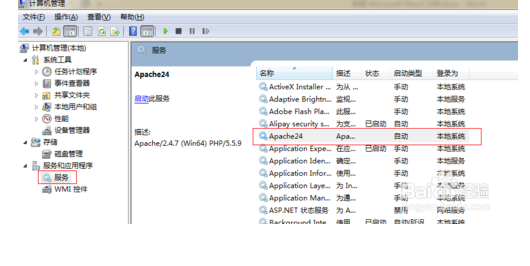 计算机管理
文件(F) 操作(A) 查看(V) 帮助(H)
计算机管理(本地)
系统工具
任务计划程序
事件查看器
共享文件夹
本地用户和组
性能
设备管理器
存储
磁盘管理
服务和应用程序
服务
WMI 控件
服务
Apache24
启动此服务
描述:
Apache/2.4.7 (Win64) PHP/5.5.9
名称 描述 状态 启动类型 登录为
ActiveX Installer ... 为从 ... 手动 本地系统
Adaptive Brightn... 监视... 手动 本地服务
Adobe Flash Pla... 此服... 手动 本地系统
Alipay security s... 为支... 已启动 自动 本地系统
Apache24 Apa... 自动 本地系统
Application Expe... 在应... 已启动 手动 本地系统
Application Iden... 确定... 手动 本地服务
Application Infor... 使用... 手动 本地系统
Application Laye... 为 In... 手动 本地服务
Application Man... 为通... 手动 本地系统
ASP.NET 状态服务 为 A... 禁用 网络服务
Background Inte... 使用... 已启动 自动(延迟... 本地系统